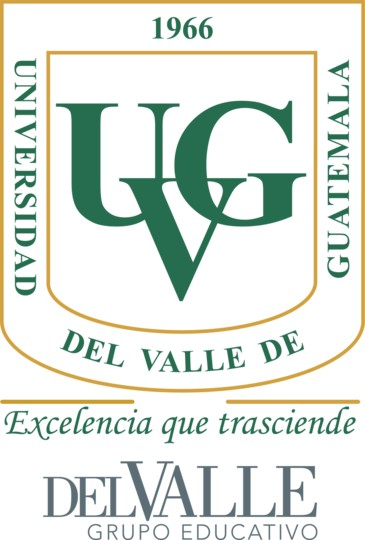 1966
UNIVERSIDAD
UVG
DEL VALLE DE
GUATEMALA
Excelencia que trasciende
DELVALLE
GRUPO EDUCATIVO